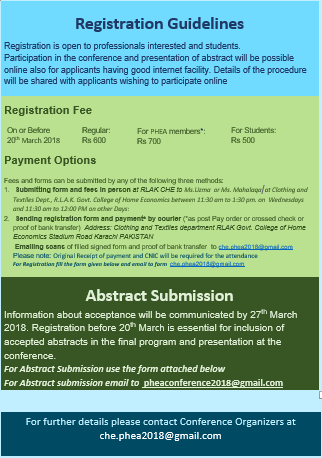 Registration Guidelines
Registration is open to professionals interested and students.
Participation in the conference and presentation of abstract will be possible
online also for applicants having good internet facility. Details of the procedure
will be shared with applicants wishing to participate online
Registration Fee
On or Before Regular: For PHEA members*: For Students:
20th March 2018 Rs 600 Rs 700 Rs 500
Payment Options
Fees and forms can be submitted by any of the following three methods:
1. Submitting form and fees in person at RLAK CHE to Ms.Uzma or Ms. Mahalaqa/ at Clothing and
Textiles Dept., R.L.A.K. Govt. College of Home Economics between 11:30 am to 1:30 pm. on Wednesdays
and 11:30 am to 12:00 PM on other Days:
2. Sending registration form and payment* by courier (*as post Pay order or crossed check or
proof of bank transfer) Address: Clothing and Textiles department RLAK Govt. College of Home
Economics Stadium Road Karachi PAKISTAN
Emailing scans of filled signed form and proof of bank transfer to che.phea2018@gmail.com
Please note: Original Receipt of payment and CNIC will be required for the attendance
For Registration fill the form given below and email to form che.phea2018@gmail.com
Abstract Submission
Information about acceptance will be communicated by 27th March
2018. Registration before 20th March is essential for inclusion of
accepted abstracts in the final program and presentation at the
conference.
For Abstract Submission use the form attached below
For Abstract submission email to pheaconference2018@gmail.com
For further details please contact Conference Organizers at
che.phea2018@gmail.com